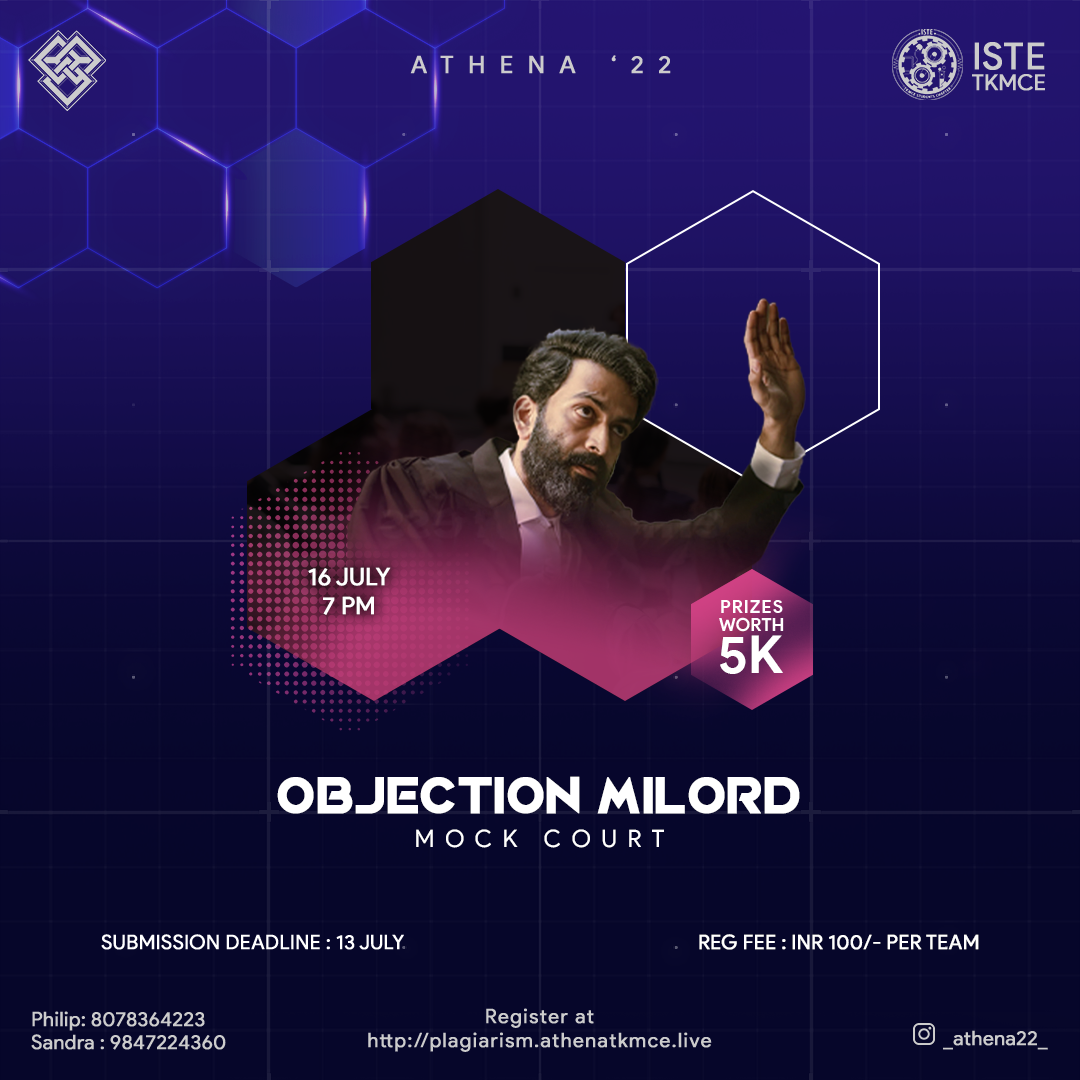 ATHENA ‘22
ISTE
TKMCE
16 JULY
7 PM
PRIZES
WORTH
5K
OBJECTION MILORD
MOCK COURT
SUBMISSION DEADLINE : 13 JULY
REG FEE : INR 100/- PER TEAM
Philip: 8078364223
Sandra : 9847224360
Register at
http://plagiarism.athenatkmce.live
_athena22_